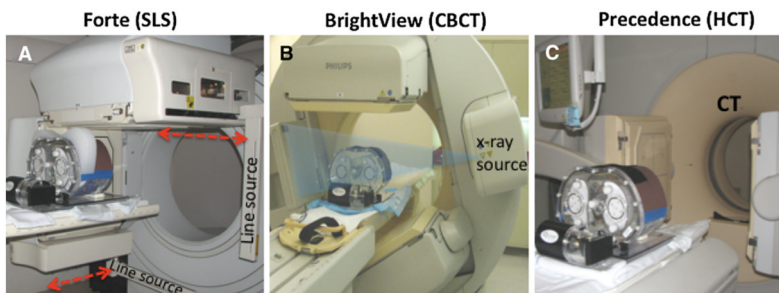 Forte (SLS)
BrightView (CBCT)
Precedence (HCT)
A
B
C
PHILIPS
CT
x-ray
source
Line source
Line source